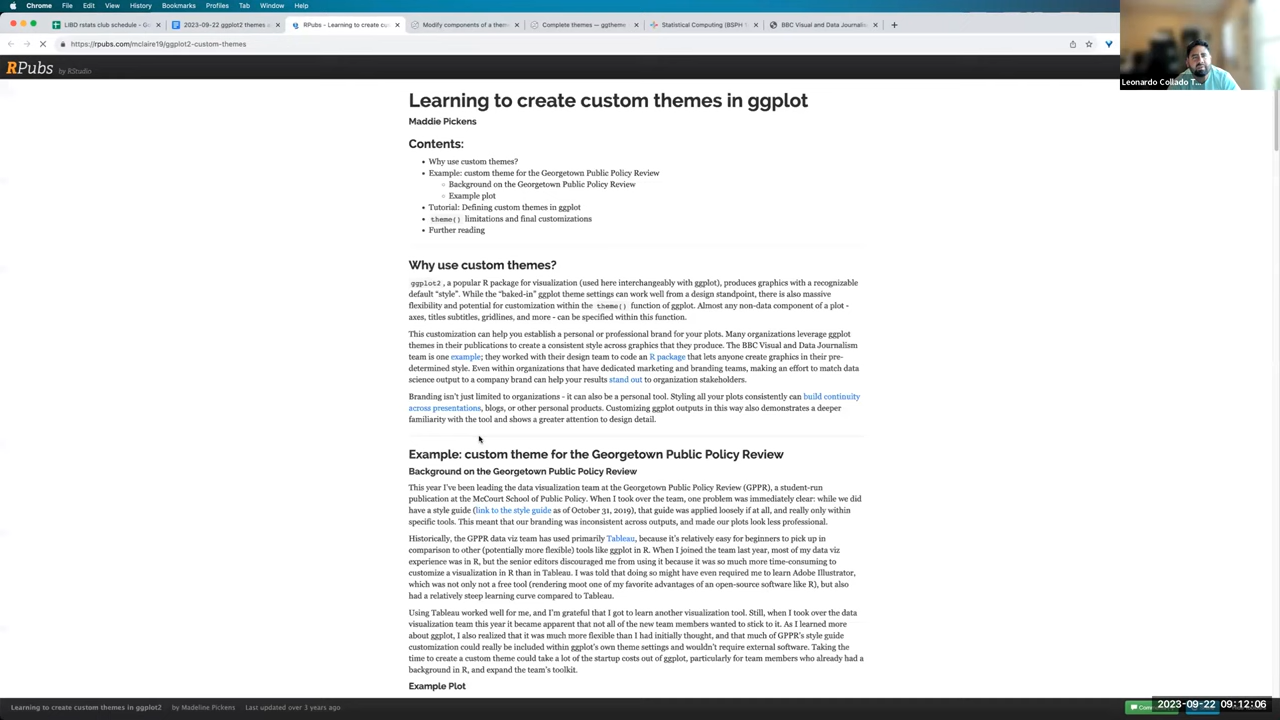 Chrome File Edit View History Bookmarks Profiles Tab Window Help
LIBD rstats club schedule - Go
2023-09-22 ggplot2 themes
RPubs - Learning to create cu
Modify components of a them
Complete themes — ggtheme
Statistical Computing (BSPH
BBC Visual and Data Journalis
https://rpubs.com/mclaire19/ggplot2-custom-themes
RPubs by RStudio
Leonardo Collado T...
Learning to create custom themes in ggplot
Maddie Pickens
Contents:
• Why use custom themes?
• Example: custom theme for the Georgetown Public Policy Review
○ Background on the Georgetown Public Policy Review
○ Example plot
• Tutorial: Defining custom themes in ggplot
• theme() limitations and final customizations
• Further reading
Why use custom themes?
ggplot2, a popular R package for visualization (used here interchangeably with ggplot), produces graphics with a recognizable
default “style”. While the “baked-in” ggplot theme settings can work well from a design standpoint, there is also massive
flexibility and potential for customization within the theme() function of ggplot. Almost any non-data component of a plot -
axes, titles subtitles, gridlines, and more - can be specified within this function.
This customization can help you establish a personal or professional brand for your plots. Many organizations leverage ggplot
themes in their publications to create a consistent style across graphics that they produce. The BBC Visual and Data Journalism
team is one example; they worked with their design team to code an R package that lets anyone create graphics in their pre-
determined style. Even within organizations that have dedicated marketing and branding teams, making an effort to match data
science output to a company brand can help your results stand out to organization stakeholders.
Branding isn’t just limited to organizations - it can also be a personal tool. Styling all your plots consistently can build continuity
across presentations, blogs, or other personal products. Customizing ggplot outputs in this way also demonstrates a deeper
familiarity with the tool and shows a greater attention to design detail.
Example: custom theme for the Georgetown Public Policy Review
Background on the Georgetown Public Policy Review
This year I’ve been leading the data visualization team at the Georgetown Public Policy Review (GPPR), a student-run
publication at the McCourt School of Public Policy. When I took over the team, one problem was immediately clear: while we did
have a style guide (link to the style guide as of October 31, 2019), that guide was applied loosely if at all, and really only within
specific tools. This meant that our branding was inconsistent across outputs, and made our plots look less professional.
Historically, the GPPR data viz team has used primarily Tableau, because it’s relatively easy for beginners to pick up in
comparison to other (potentially more flexible) tools like ggplot in R. When I joined the team last year, most of my data viz
experience was in R, but the senior editors discouraged me from using it because it was so much more time-consuming to
customize a visualization in R than in Tableau. I was told that doing so might have even required me to learn Adobe Illustrator,
which was not only not a free tool (rendering moot one of my favorite advantages of an open-source software like R), but also
had a relatively steep learning curve compared to Tableau.
Using Tableau worked well for me, and I’m grateful that I got to learn another visualization tool. Still, when I took over the data
visualization team this year it became apparent that not all of the new team members wanted to stick to it. As I learned more
about ggplot, I also realized that it was much more flexible than I had initially thought, and that much of GPPR’s style guide
customization could really be included within ggplot’s own theme settings and wouldn’t require external software. Taking the
time to create a custom theme could take a lot of the startup costs out of ggplot, particularly for team members who already had a
background in R, and expand the team’s toolkit.
Example Plot
Learning to create custom themes in ggplot2 by Madeline Pickens Last updated over 3 years ago
2023-09-22 09:12:06